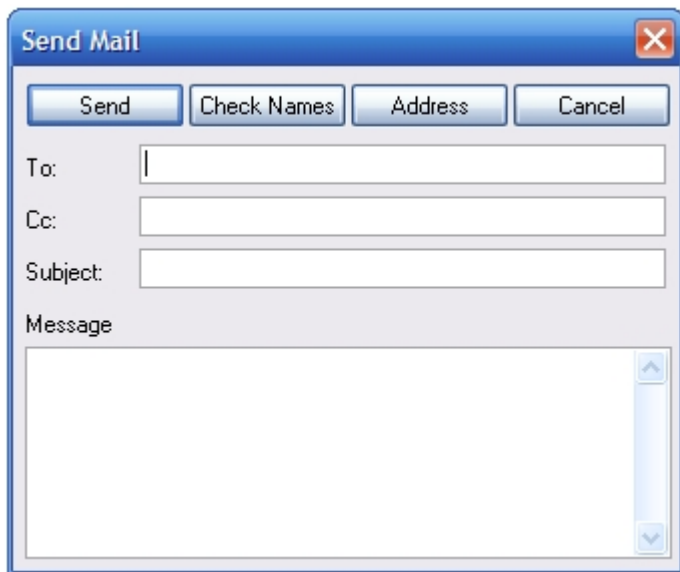 Send Mail
Send Check Names Address Cancel
To:
Cc:
Subject:
Message